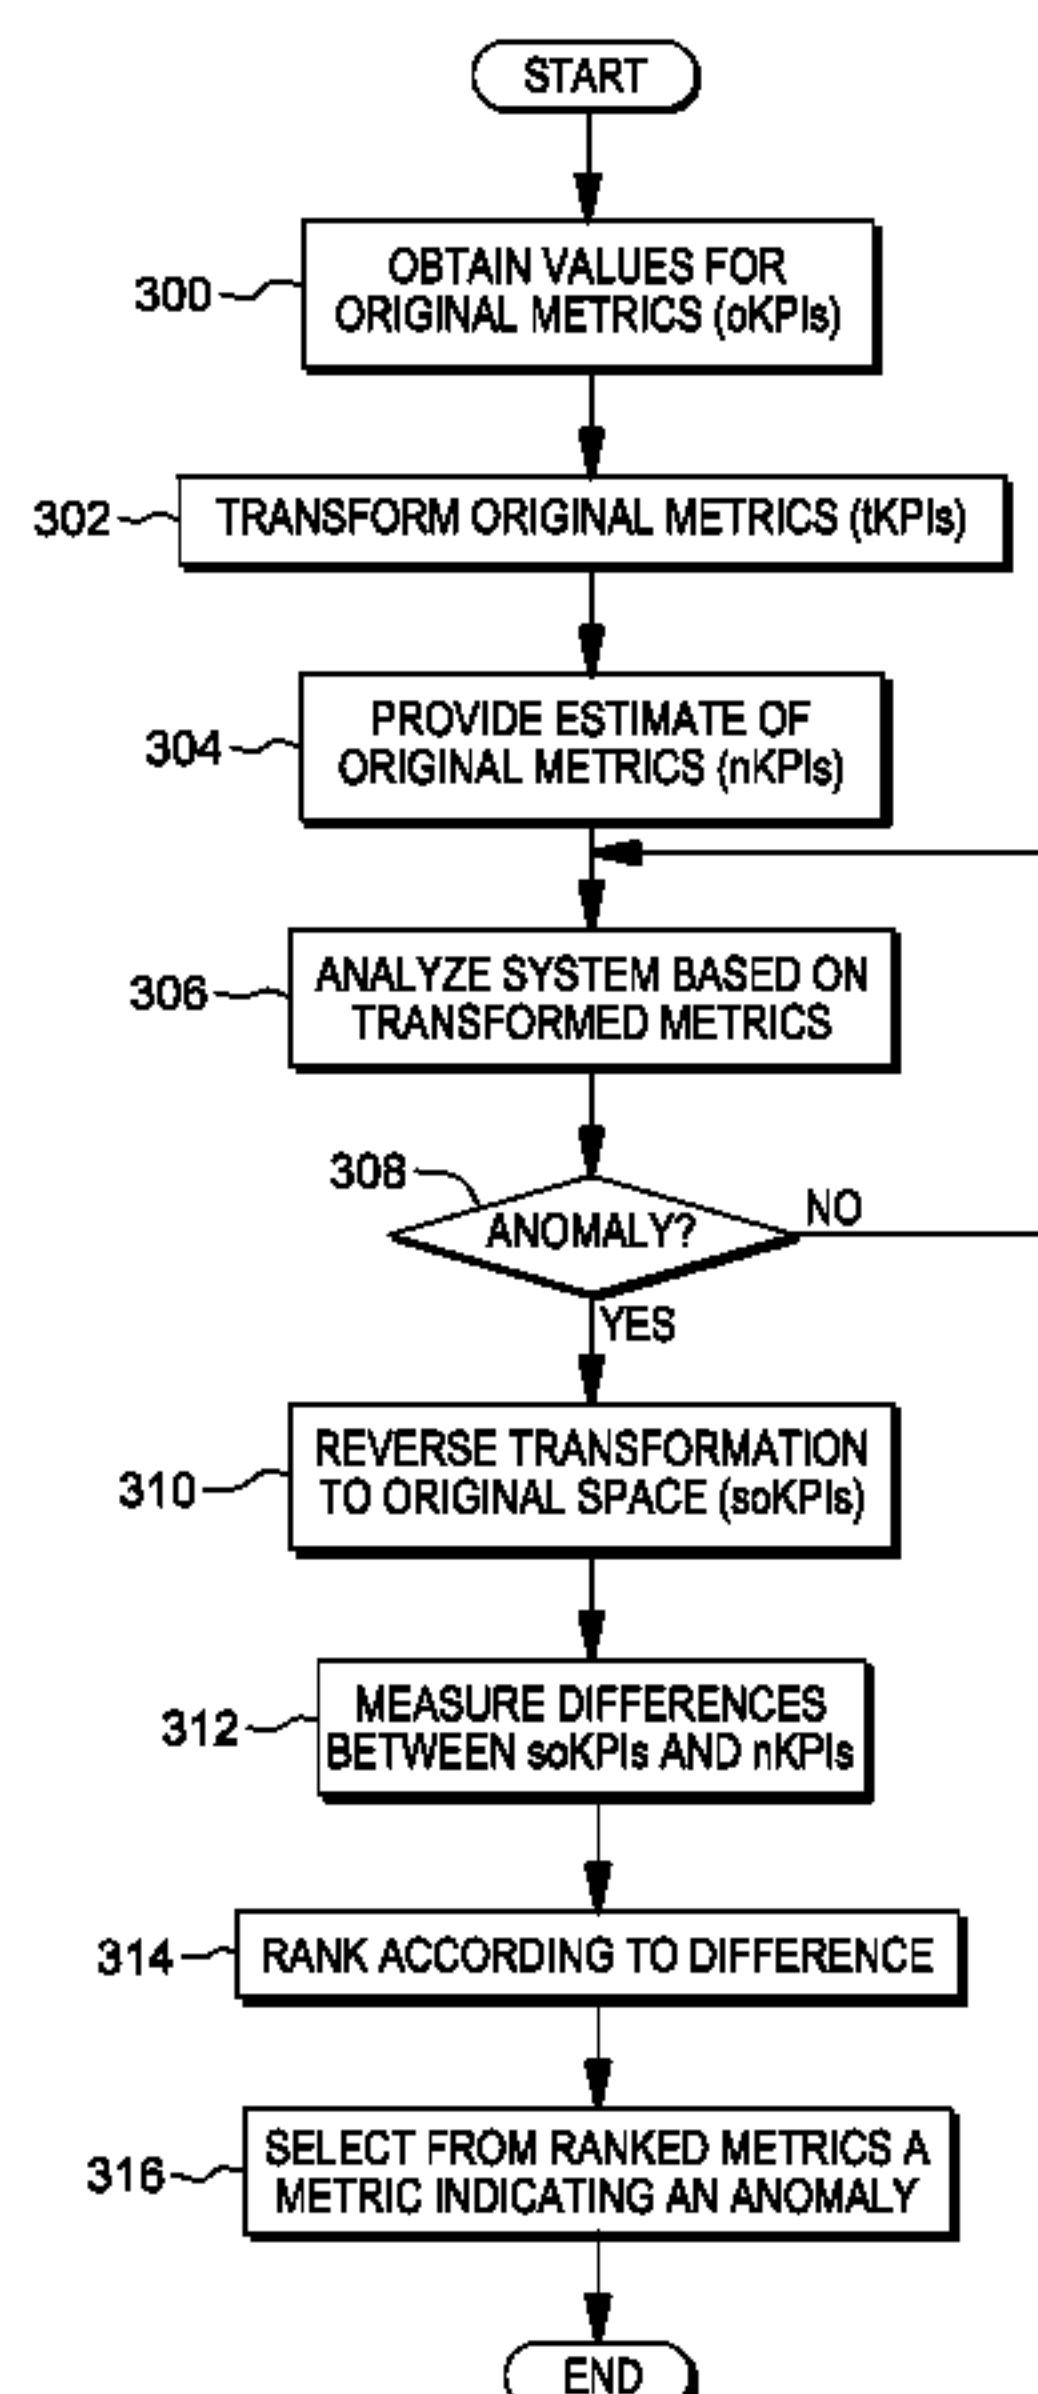 START
300
OBTAIN VALUES FOR
ORIGINAL METRICS (oKPIs)
302
TRANSFORM ORIGINAL METRICS (tKPIs)
304
PROVIDE ESTIMATE OF
ORIGINAL METRICS (nKPIs)
306
ANALYZE SYSTEM BASED ON
TRANSFORMED METRICS
308
ANOMALY?
NO
YES
310
REVERSE TRANSFORMATION
TO ORIGINAL SPACE (soKPIs)
312
MEASURE DIFFERENCES
BETWEEN soKPIs AND nKPIs
314
RANK ACCORDING TO DIFFERENCE
316
SELECT FROM RANKED METRICS A
METRIC INDICATING AN ANOMALY
END